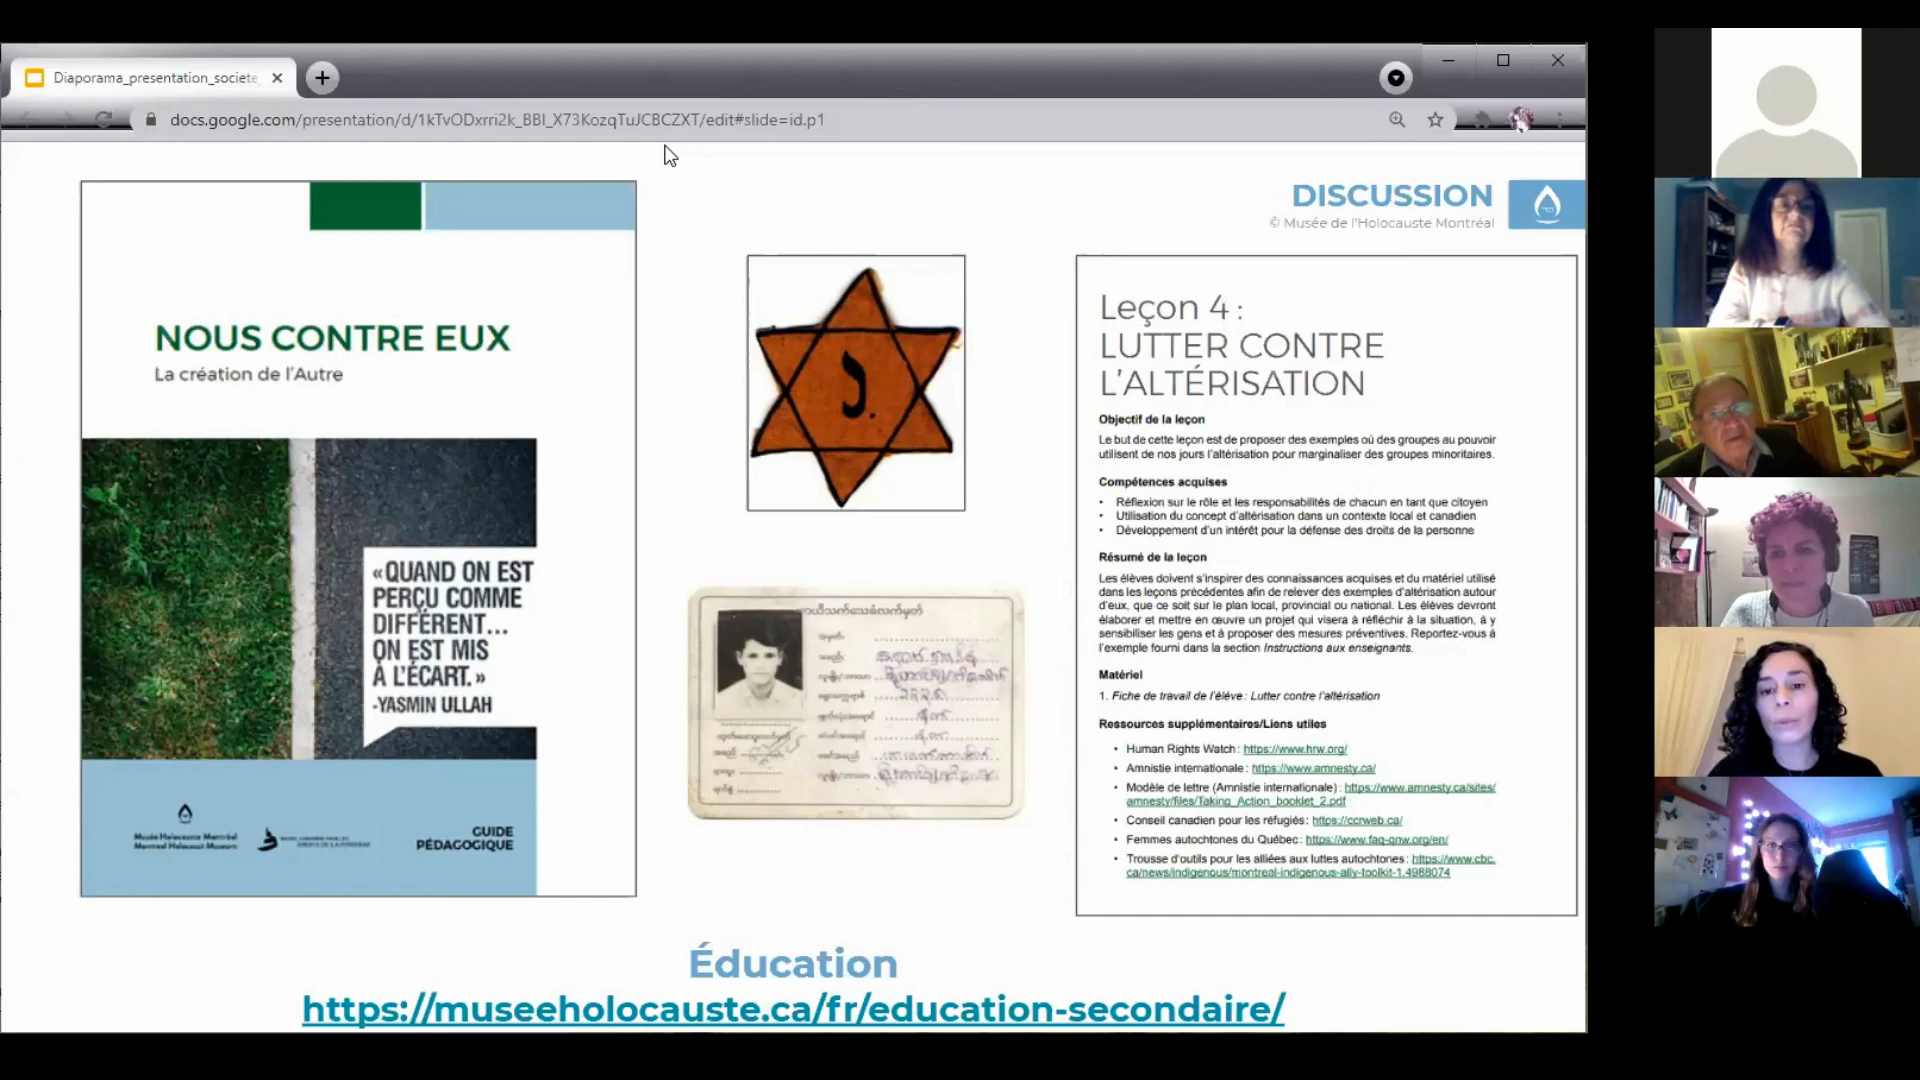 Diaporama_presentation_societe
docs.google.com/presentation/d/1kTvODxrri2k_BBI_X73KozqTuJCBCZXT/edit#slide=id.p1
DISCUSSION
© Musée de l'Holocauste Montréal
NOUS CONTRE EUX
La création de l'Autre
«QUAND ON EST
PERÇU COMME
DIFFÉRENT...
ON EST MIS
À L'ÉCART.»
-YASMIN ULLAH
Musée Holocauste Montréal
Montreal Holocaust Museum
GUIDE
PÉDAGOGIQUE
J.
Leçon 4 :
LUTTER CONTRE
L'ALTÉRISATION
Objectif de la leçon
Le but de cette leçon est de proposer des exemples où des groupes au pouvoir
utilisent de nos jours l'altérisation pour marginaliser des groupes minoritaires.
Compétences acquises
• Réflexion sur le rôle et les responsabilités de chacun en tant que citoyen
• Utilisation du concept d'altérisation dans un contexte local et canadien
• Développement d'un intérêt pour la défense des droits de la personne
Résumé de la leçon
Les élèves doivent s'inspirer des connaissances acquises et du matériel utilisé
dans les leçons précédentes afin de relever des exemples d'altérisation autour
d'eux, que ce soit sur le plan local, provincial ou national. Les élèves devront
élaborer et mettre en œuvre un projet qui visera à réfléchir à la situation, à y
sensibiliser les gens et à proposer des mesures préventives. Reportez-vous à
l'exemple fourni dans la section Instructions aux enseignants.
Matériel
1. Fiche de travail de l'élève : Lutter contre l'altérisation
Ressources supplémentaires/Liens utiles
• Human Rights Watch : https://www.hrw.org/
• Amnistie internationale : https://www.amnesty.ca/
• Modèle de lettre (Amnistie internationale) : https://www.amnesty.ca/sites/
amnesty/files/Taking_Action_booklet_2.pdf
• Conseil canadien pour les réfugiés : https://ccrweb.ca/
• Femmes autochtones du Québec : https://www.faq-qnw.org/en/
• Trousse d'outils pour les alliées aux luttes autochtones : https://www.cbc.
ca/news/indigenous/montreal-indigenous-ally-toolkit-1.4988074
Éducation
https://museeholocauste.ca/fr/education-secondaire/